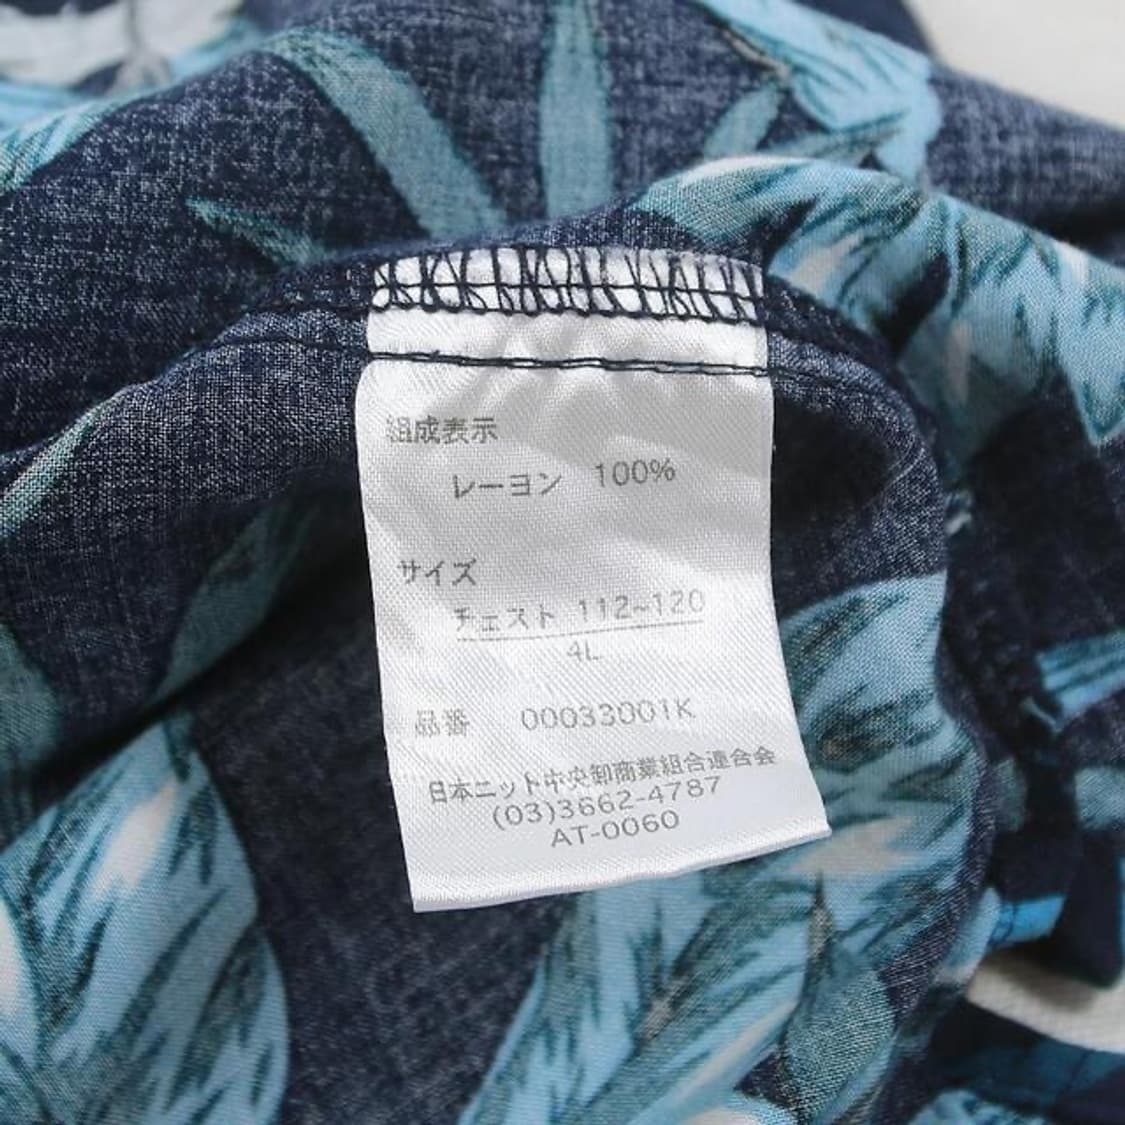 組成表示
レーヨン 100%
サイズ
チェスト 112~120
4L
品番 00033001K
日本ニット中央卸商業組合連合会
(03)3662-4787
AT-0060